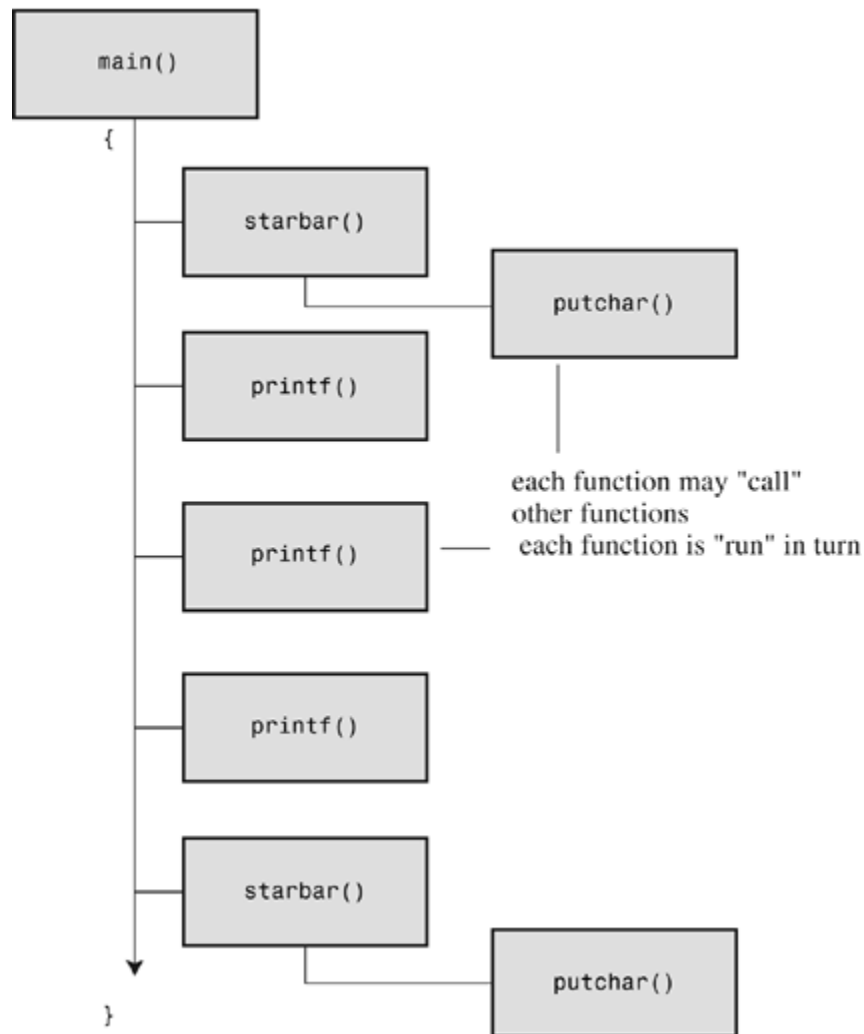 main()
{
starbar()
putchar()
printf()
each function may "call"
other functions
each function is "run" in turn
printf()
printf()
starbar()
putchar()
}